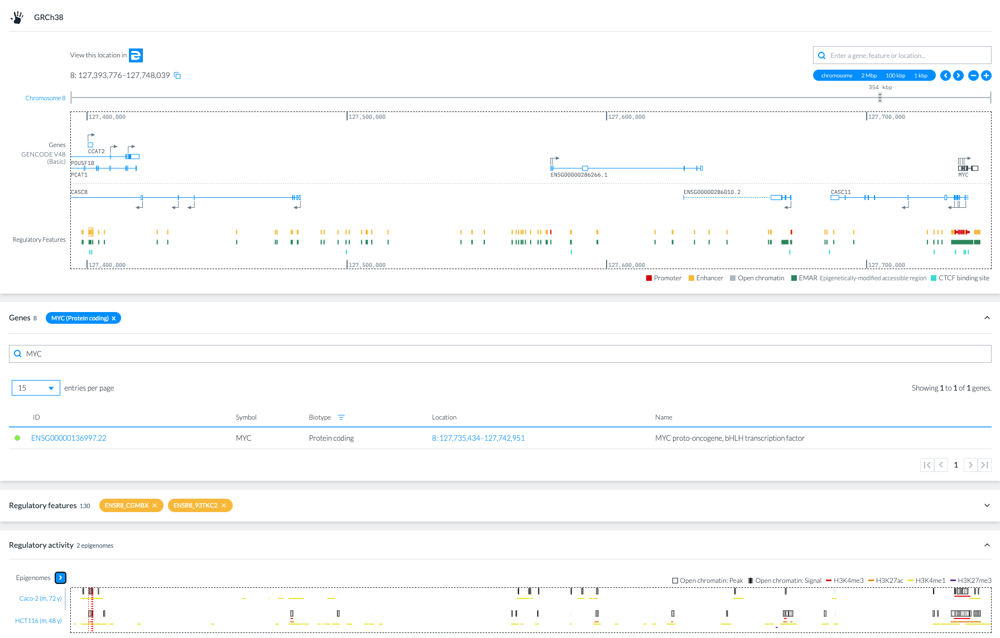 GRCh38
View this location in
Enter a gene, feature or location...
8: 127,393,776–127,748,039
chromosome 2 Mbp 100 kbp 1 kbp
354 kbp
Chromosome 8
127,400,000 127,500,000 127,600,000 127,700,000
Genes
GENCODE V48
(Basic)
CCAT2
POU5F1B
PCAT1
ENSG00000286266.1
MYC
CASC8
ENSG00000286010.2
CASC11
Regulatory Features
127,400,000 127,500,000 127,600,000 127,700,000
Promoter Enhancer Open chromatin EMAR Epigenetically-modified accessible region CTCF binding site
Genes 8 MYC (Protein coding) x
MYC
15 entries per page
Showing 1 to 1 of 1 genes.
ID Symbol Biotype Location Name
ENSG00000136997.22 MYC Protein coding 8: 127,735,434–127,742,951 MYC proto-oncogene, bHLH transcription factor
1
Regulatory features 130 ENSR8_CGMBX ENSR8_93TKC2
Regulatory activity 2 epigenomes
Epigenomes
Open chromatin: Peak Open chromatin: Signal H3K4me3 H3K27ac H3K4me1 H3K27me3
Caco-2 (m, 72 y)
HCT116 (m, 48 y)